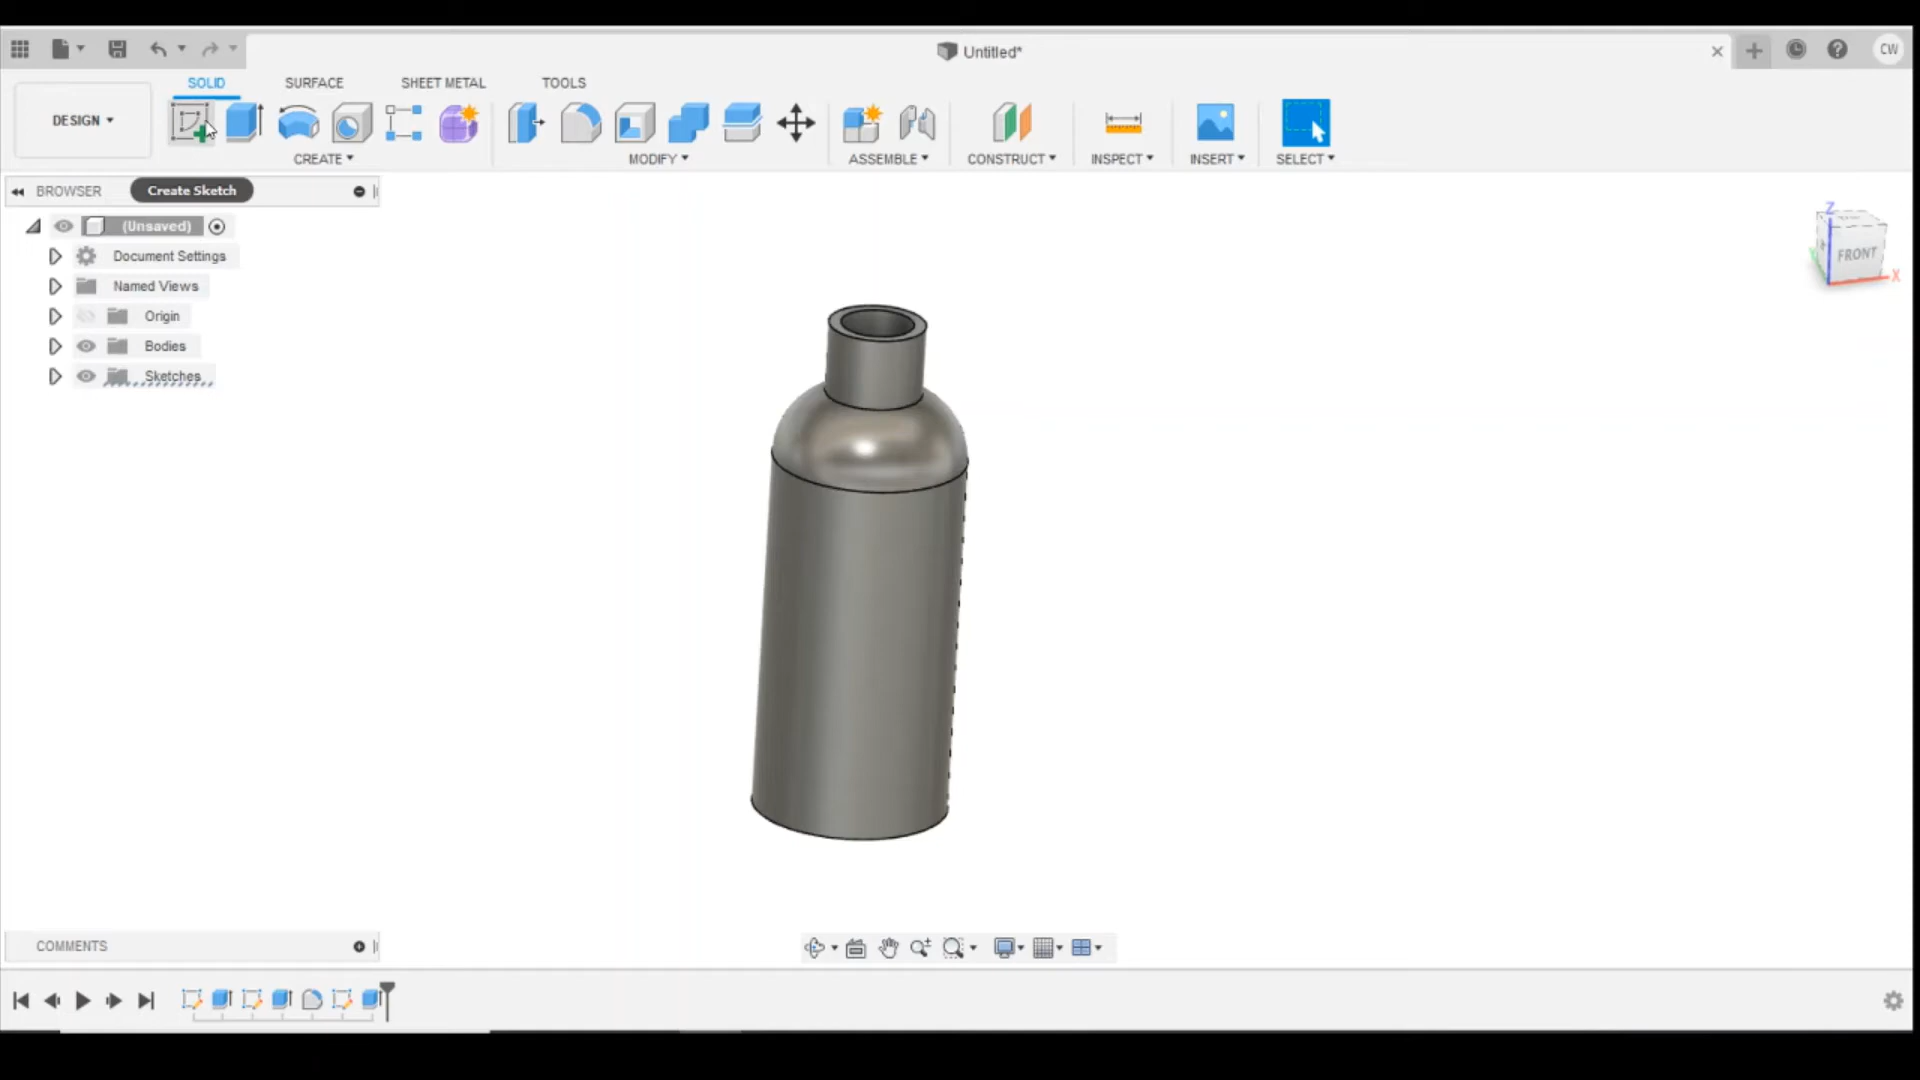 Untitled*
CW
SOLID SURFACE SHEET METAL TOOLS
DESIGN
CREATE MODIFY ASSEMBLE CONSTRUCT INSPECT INSERT SELECT
BROWSER
Create Sketch
(Unsaved)
Document Settings
Named Views
Origin
Bodies
Sketches
Z
FRONT
X
COMMENTS